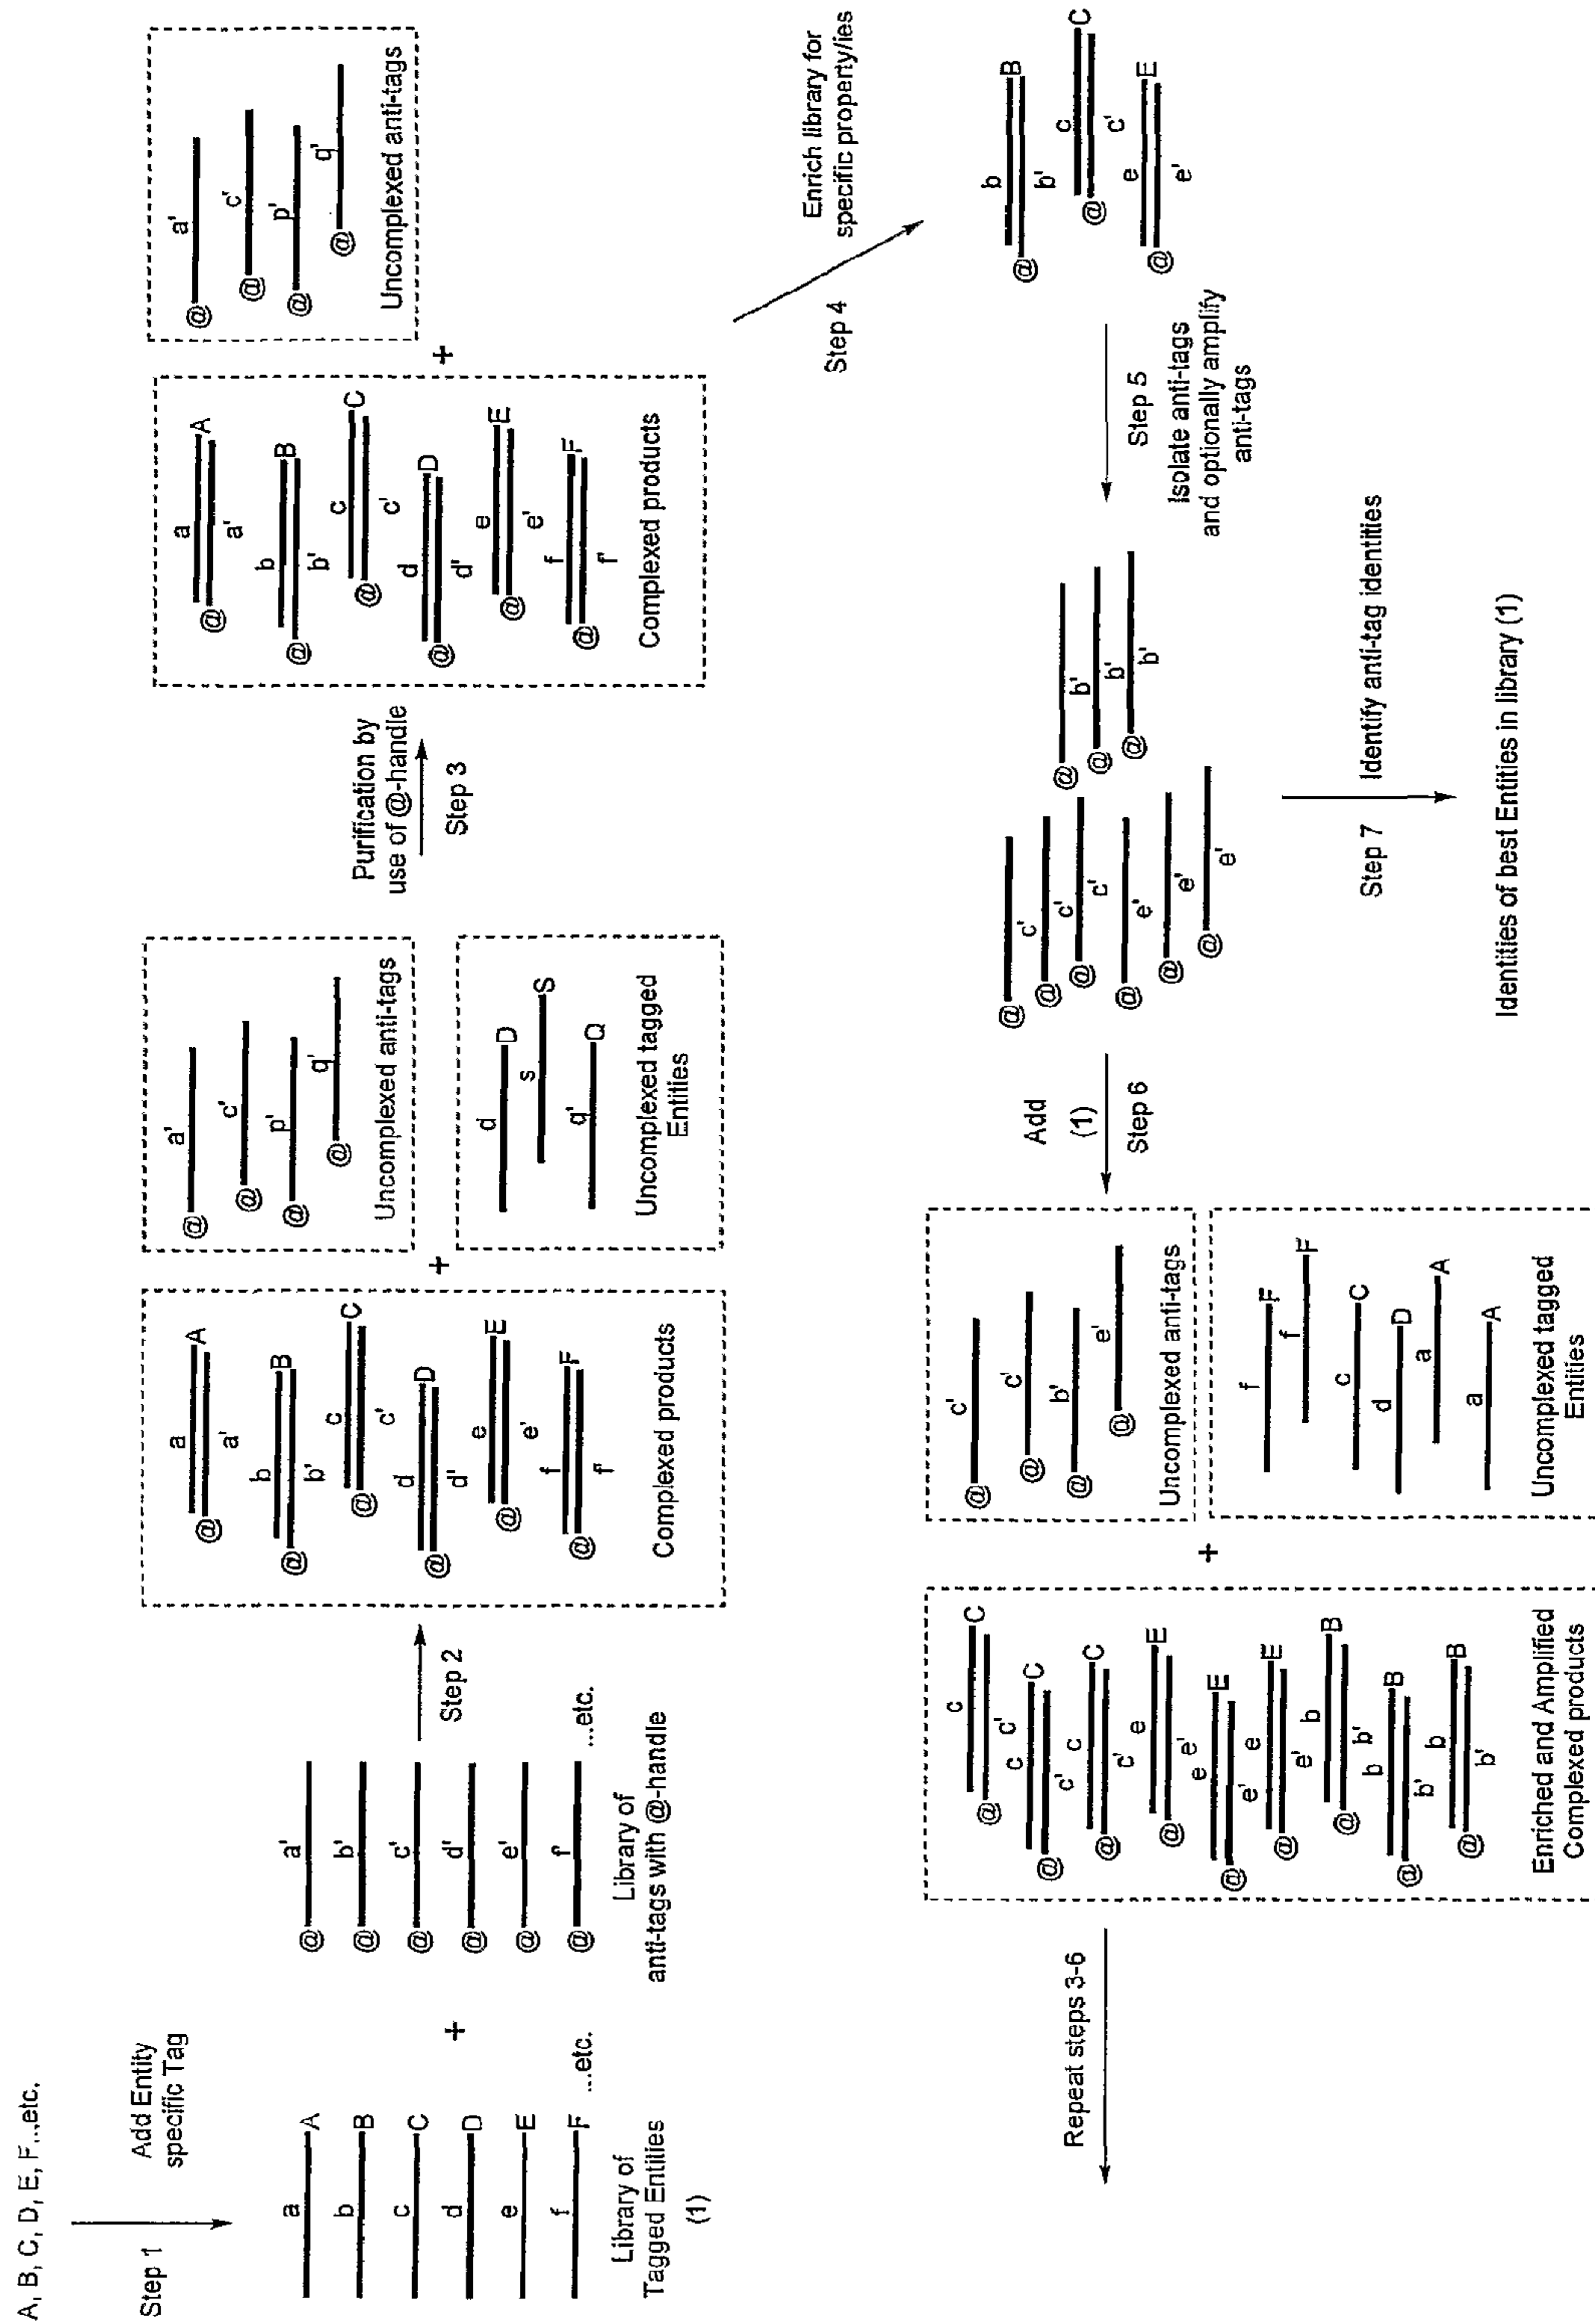 A, B, C, D, E, F...etc.
Step 1
Add Entity
specific Tag
a
A
b
B
c
C
d
D
e
E
f
F
...etc.
Library of
Tagged Entities
(1)
+
a'
@
b'
@
c'
@
d'
@
e'
@
f'
@
...etc.
Library of
anti-tags with @-handle
Step 2
a
A
@
a'
b
B
@
b'
c
C
@
c'
d
D
@
d'
e
E
@
e'
f
F
@
f'
Complexed products
+
a'
@
c'
@
p'
@
q'
@
Uncomplexed anti-tags
d
D
s
S
q'
Q
Uncomplexed tagged
Entities
Purification by
use of @-handle
Step 3
a
A
@
a'
b
B
@
b'
c
C
@
c'
d
D
@
d'
e
E
@
e'
f
F
@
f'
Complexed products
+
a'
@
c'
@
p'
@
q'
@
Uncomplexed anti-tags
Step 4
Enrich library for
specific property/ies
b
B
@
b'
c
C
@
c'
e
E
@
e'
Step 5
Isolate anti-tags
and optionally amplify
anti-tags
@
c'
@
c'
@
c'
@
e'
@
e'
@
e'
@
b'
@
b'
@
b'
Step 7
Identify anti-tag identities
Identities of best Entities in library (1)
Add
(1)
Step 6
c'
@
c'
@
b'
@
e'
@
Uncomplexed anti-tags
f
F
f
F
c
C
d
D
a
A
a
A
Uncomplexed tagged
Entities
+
c
C
@
c'
c
C
@
c'
c
C
@
c'
e
E
@
e'
e
E
@
e'
e
E
@
e'
b
B
@
b'
b
B
@
b'
b
B
@
b'
Enriched and Amplified
Complexed products
Repeat steps 3-6